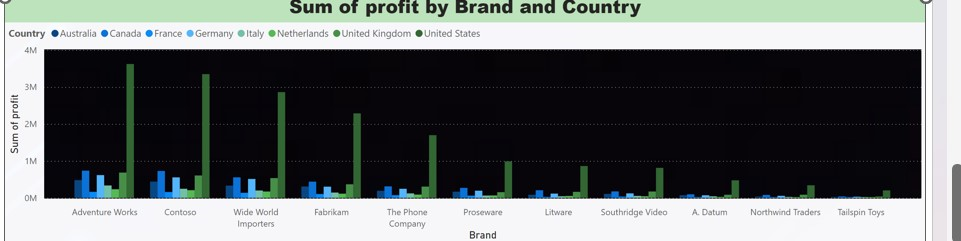 Sum of profit by Brand and Country
Country Australia Canada France Germany Italy Netherlands United Kingdom United States
4M
3M
2M
1M
0M
Sum of profit
Adventure Works Contoso Wide World Importers Fabrikam The Phone Company Proseware Litware Southridge Video A. Datum Northwind Traders Tailspin Toys
Brand